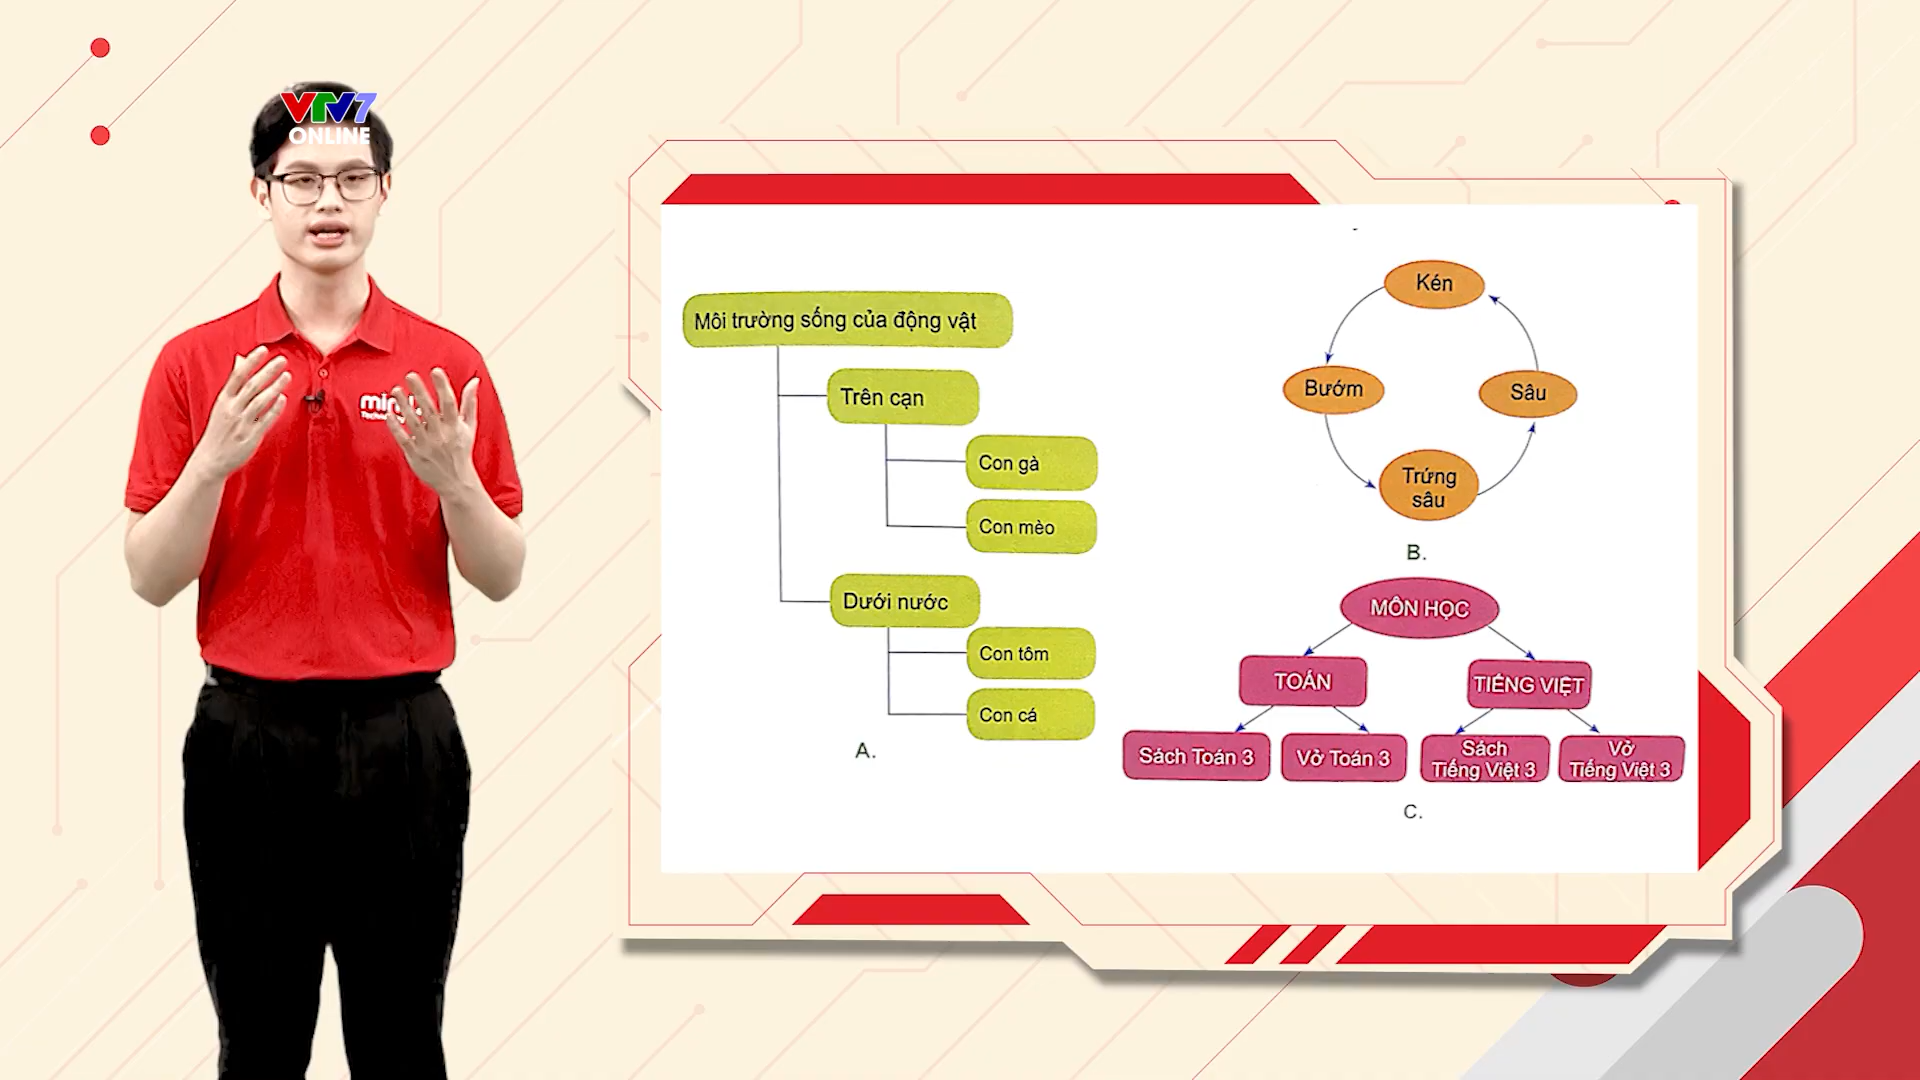 VTV7
ONLINE
Môi trường sống của động vật
Trên cạn
Con gà
Con mèo
Dưới nước
Con tôm
Con cá
A.
Kén
Bướm
Sâu
Trứng
sâu
B.
MÔN HỌC
TOÁN
TIẾNG VIỆT
Sách Toán 3
Vở Toán 3
Sách
Tiếng Việt 3
Vở
Tiếng Việt 3
C.